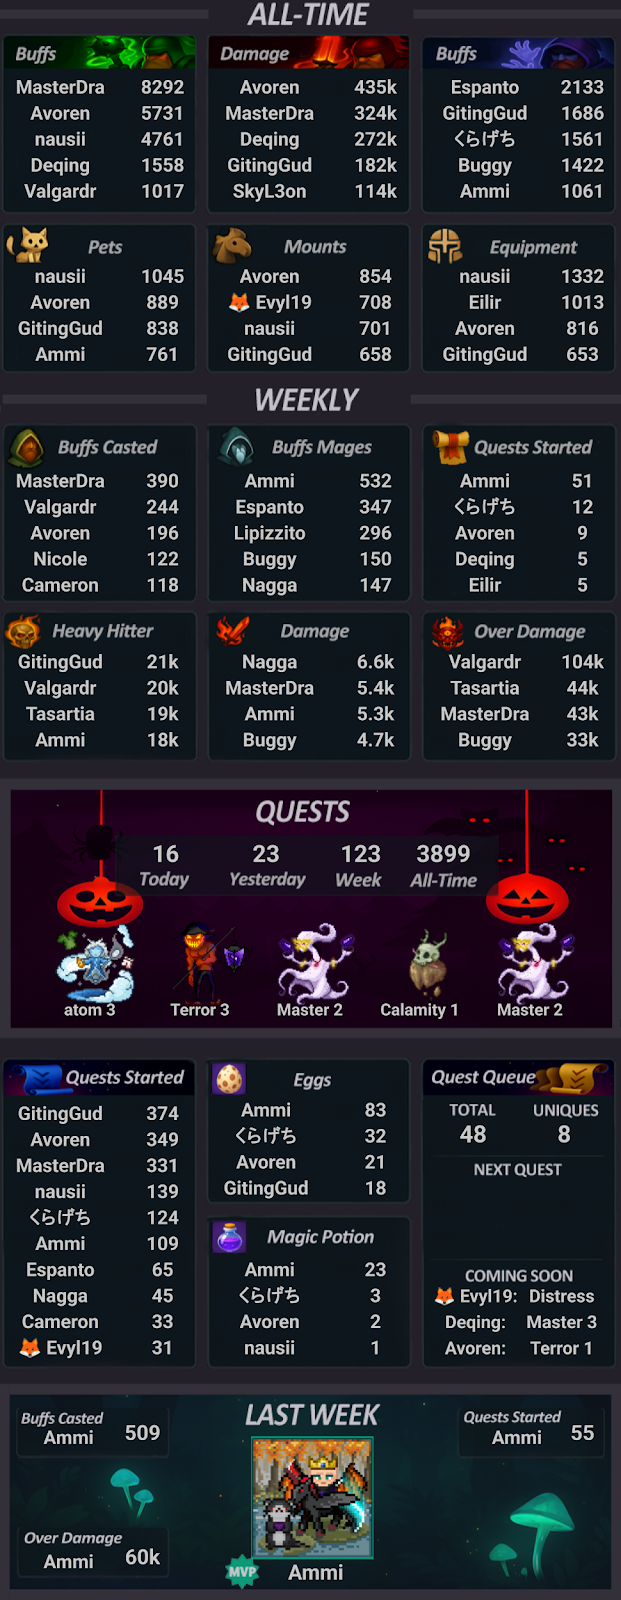 ALL-TIME
Buffs
MasterDra 8292
Avoren 5731
nausii 4761
Deqing 1558
Valgardr 1017
Damage
Avoren 435k
MasterDra 324k
Deqing 272k
GitingGud 182k
SkyL3on 114k
Buffs
Espanto 2133
GitingGud 1686
くらげち 1561
Buggy 1422
Ammi 1061
Pets
nausii 1045
Avoren 889
GitingGud 838
Ammi 761
Mounts
Avoren 854
🦊 Evyl19 708
nausii 701
GitingGud 658
Equipment
nausii 1332
Eilir 1013
Avoren 816
GitingGud 653
WEEKLY
Buffs Casted
MasterDra 390
Valgardr 244
Avoren 196
Nicole 122
Cameron 118
Buffs Mages
Ammi 532
Espanto 347
Lipizzito 296
Buggy 150
Nagga 147
Quests Started
Ammi 51
くらげち 12
Avoren 9
Deqing 5
Eilir 5
Heavy Hitter
GitingGud 21k
Valgardr 20k
Tasartia 19k
Ammi 18k
Damage
Nagga 6.6k
MasterDra 5.4k
Ammi 5.3k
Buggy 4.7k
Over Damage
Valgardr 104k
Tasartia 44k
MasterDra 43k
Buggy 33k
QUESTS
16 23 123 3899
Today Yesterday Week All-Time
atom 3 Terror 3 Master 2 Calamity 1 Master 2
Quests Started
GitingGud 374
Avoren 349
MasterDra 331
nausii 139
くらげち 124
Ammi 109
Espanto 65
Nagga 45
Cameron 33
🦊 Evyl19 31
Eggs
Ammi 83
くらげち 32
Avoren 21
GitingGud 18
Magic Potion
Ammi 23
くらげち 3
Avoren 2
nausii 1
Quest Queue
TOTAL UNIQUES
48 8
NEXT QUEST
COMING SOON
🦊 Evyl19: Distress
Deqing: Master 3
Avoren: Terror 1
LAST WEEK
Buffs Casted
Ammi 509
Quests Started
Ammi 55
Over Damage
Ammi 60k
MVP
Ammi